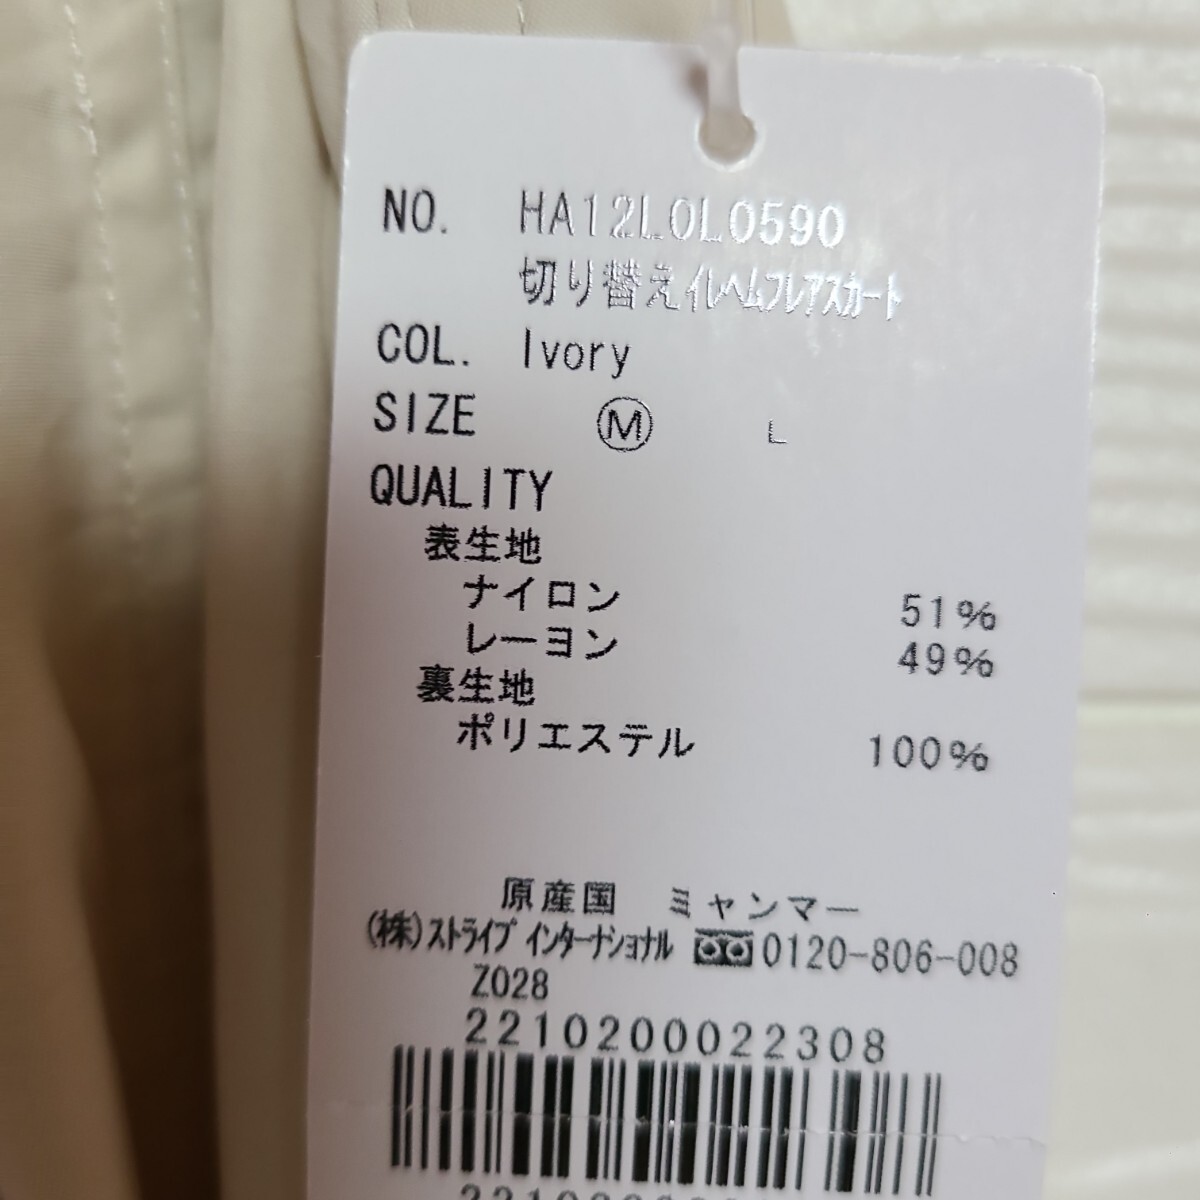 NO. HA12L0L0590
切り替えイレヘムフレアスカート
COL. Ivory
SIZE Ⓜ L
QUALITY
表生地
ナイロン 51%
レーヨン 49%
裏生地
ポリエステル 100%
原産国 ミャンマー
(株)ストライプ インターナショナル 0120-806-008
Z028
2210200022308